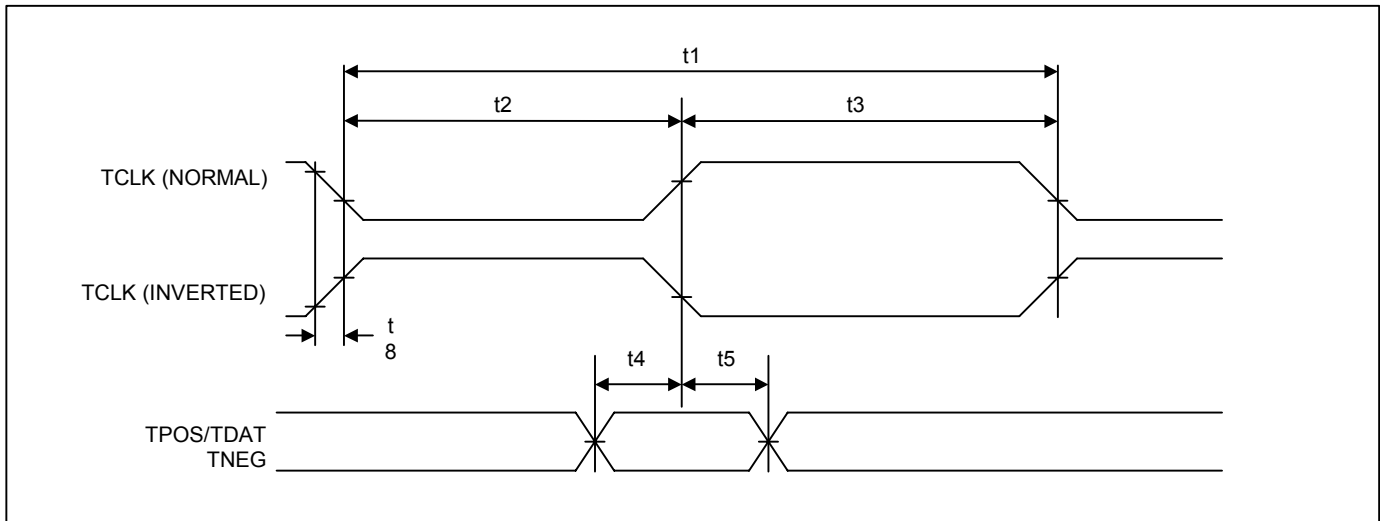 t1
t2
t3
TCLK (NORMAL)
TCLK (INVERTED)
t
8
t4
t5
TPOS/TDAT
TNEG